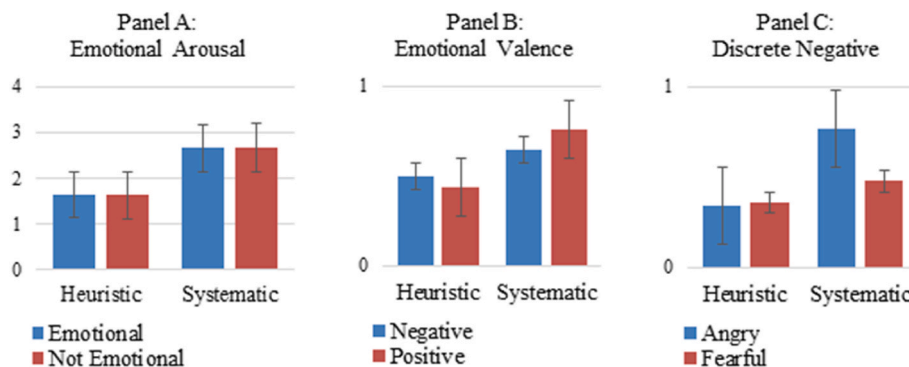 Panel A:
Emotional Arousal
4
3
2
1
0
Heuristic Systematic
Emotional
Not Emotional
Panel B:
Emotional Valence
1
0
Heuristic Systematic
Negative
Positive
Panel C:
Discrete Negative
1
0
Heuristic Systematic
Angry
Fearful